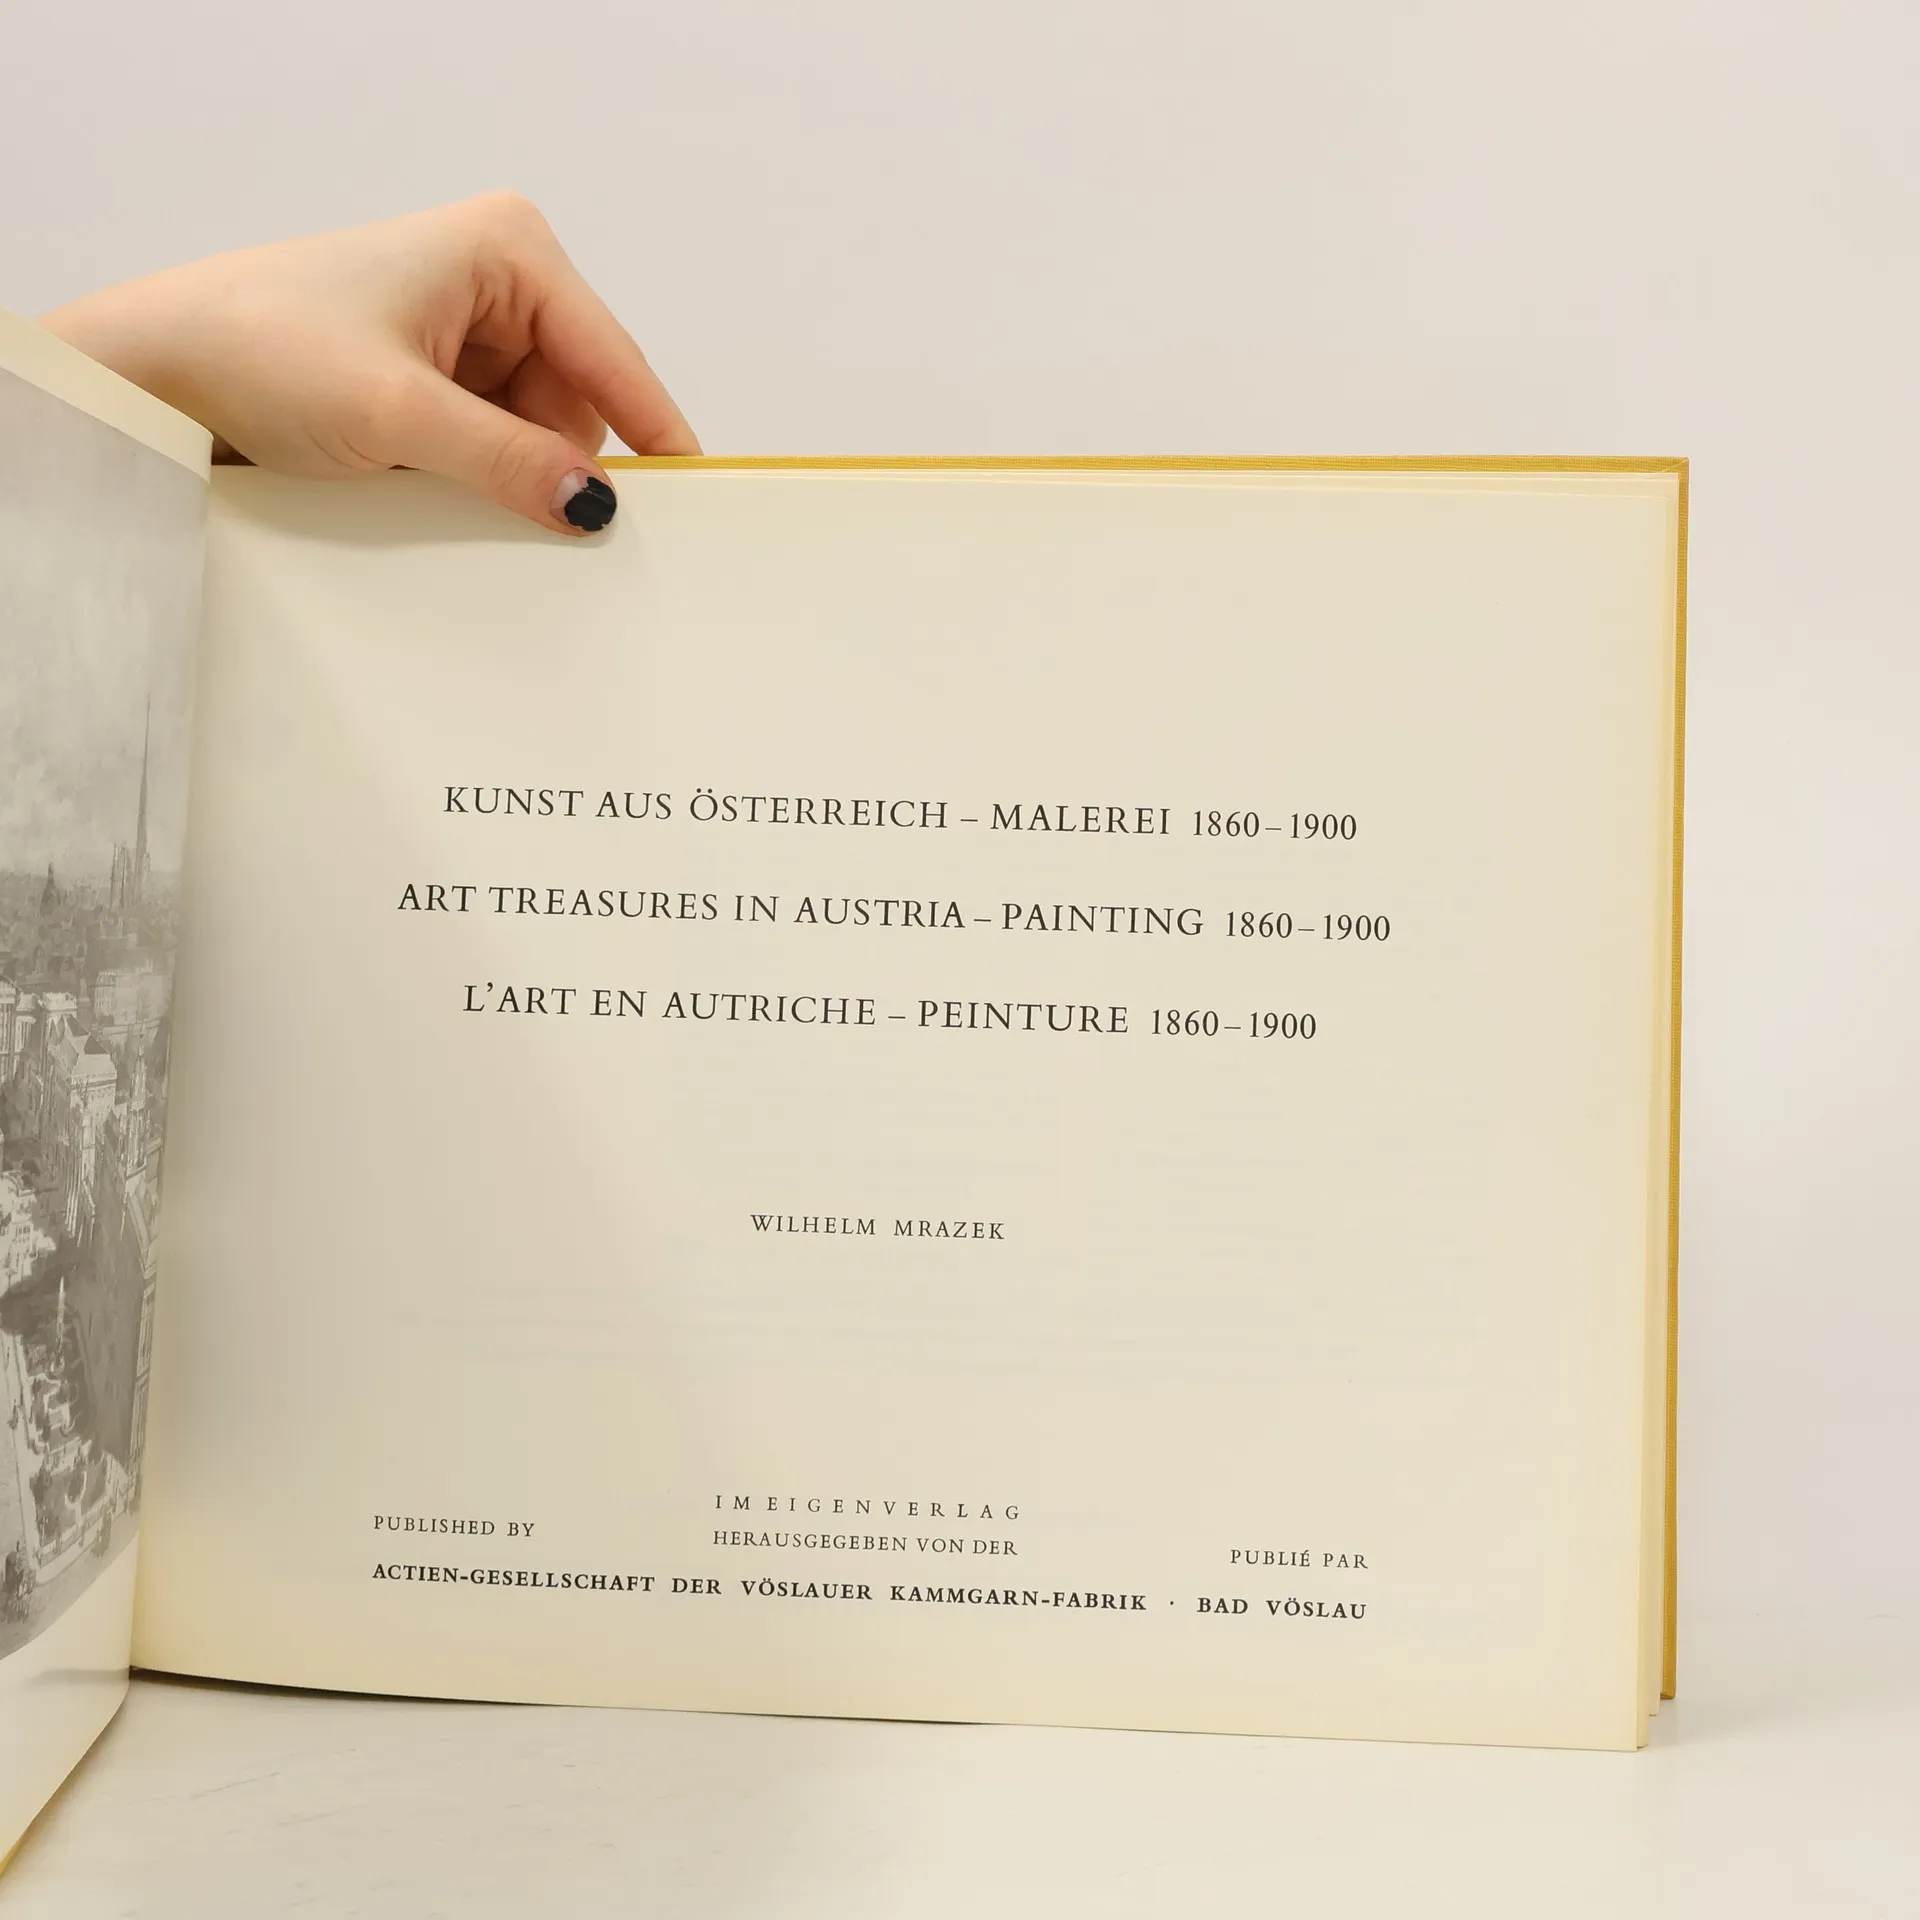 KUNST AUS ÖSTERREICH – MALEREI 1860–1900
ART TREASURES IN AUSTRIA – PAINTING 1860–1900
L’ART EN AUTRICHE – PEINTURE 1860–1900
WILHELM MRAZEK
IM EIGENVERLAG
PUBLISHED BY HERAUSGEGEBEN VON DER PUBLIÉ PAR
ACTIEN-GESELLSCHAFT DER VÖSLAUER KAMMGARN-FABRIK · BAD VÖSLAU